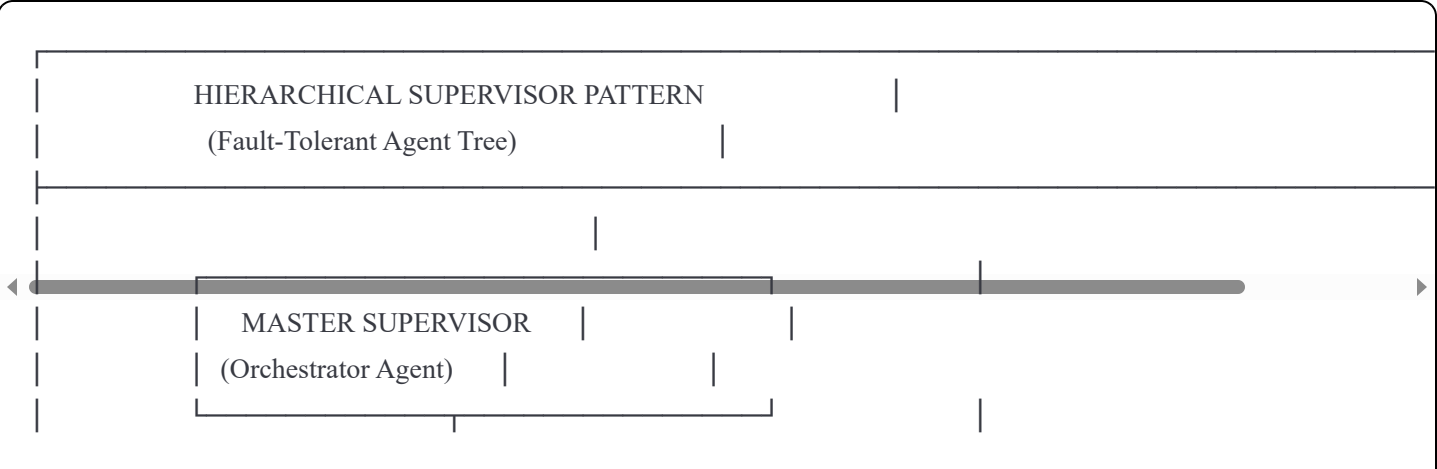 HIERARCHICAL SUPERVISOR PATTERN
(Fault-Tolerant Agent Tree)
MASTER SUPERVISOR
(Orchestrator Agent)